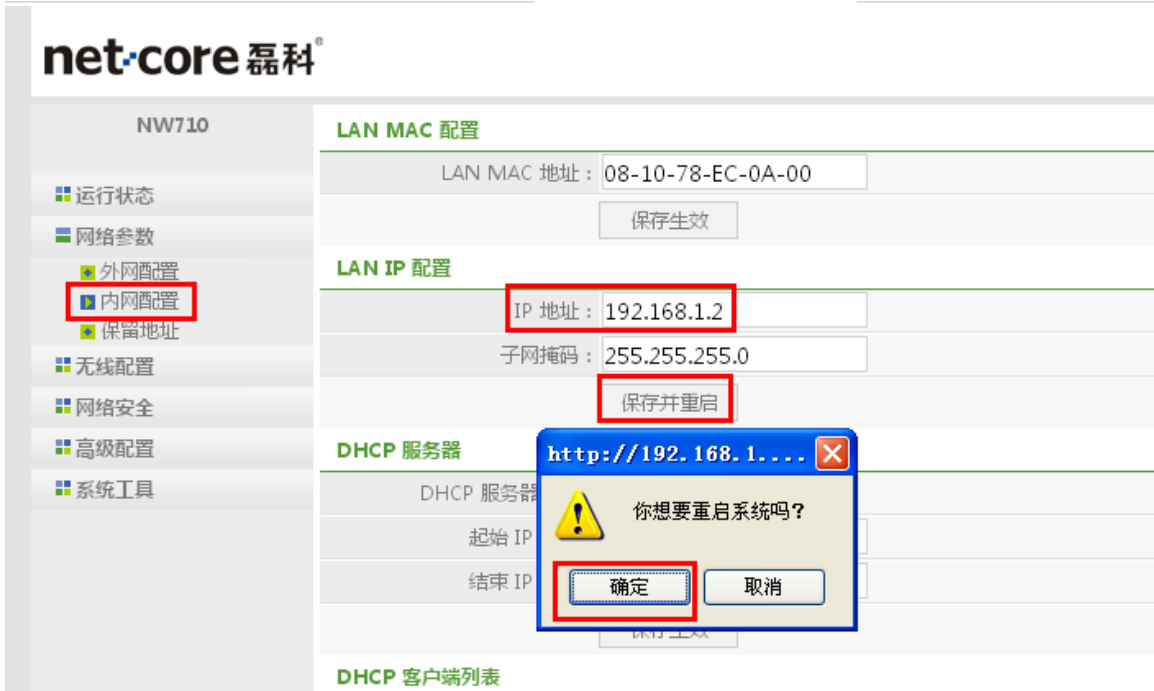 net·core 磊科®
NW710
运行状态
网络参数
外网配置
内网配置
保留地址
无线配置
网络安全
高级配置
系统工具
LAN MAC 配置
LAN MAC 地址： 08-10-78-EC-0A-00
保存生效
LAN IP 配置
IP 地址： 192.168.1.2
子网掩码： 255.255.255.0
保存并重启
DHCP 服务器
DHCP 服务器
起始 IP
结束 IP
http://192.168.1....
你想要重启系统吗?
确定
取消
保存生效
DHCP 客户端列表